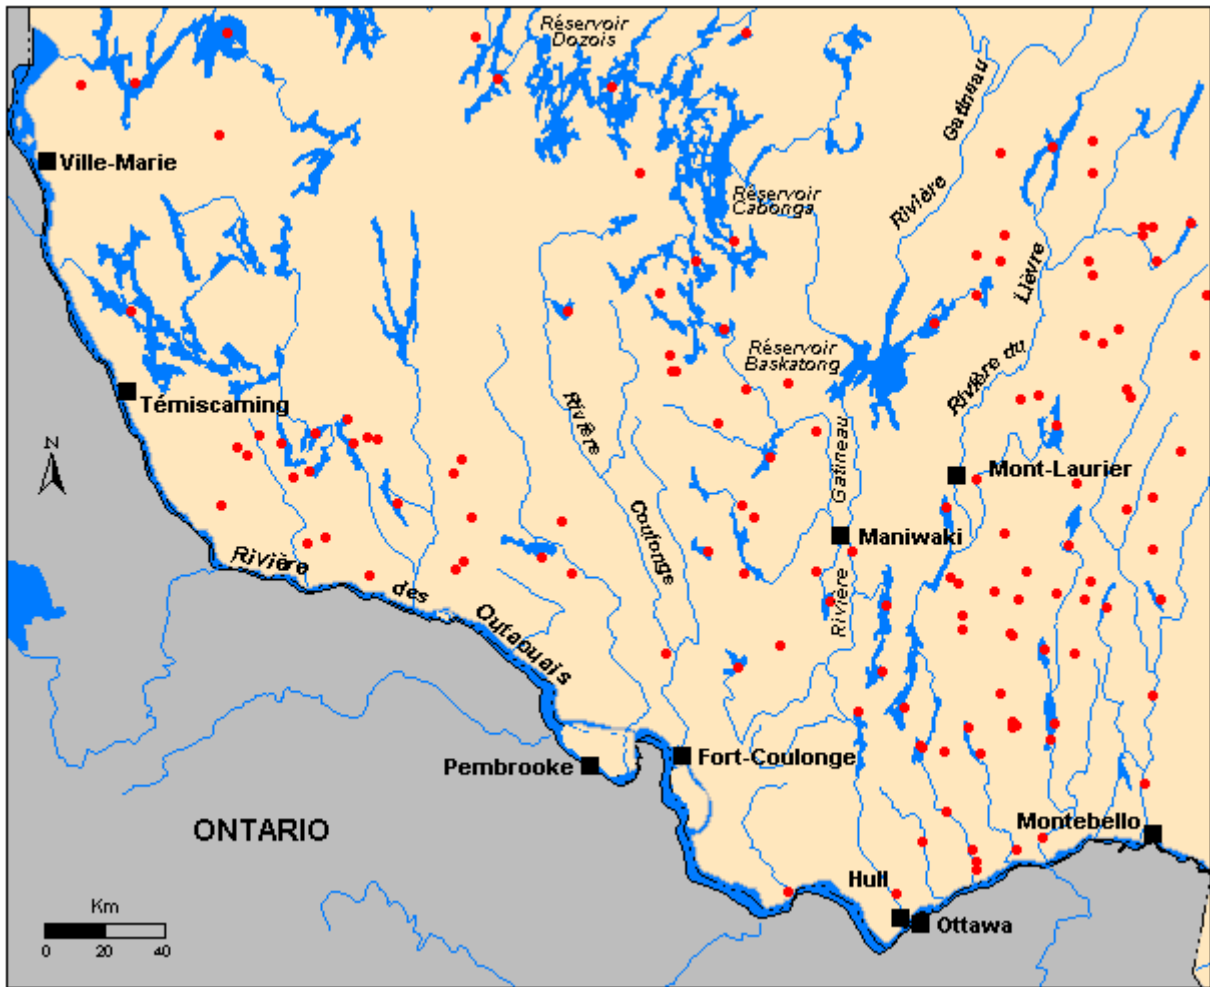 Réservoir
Dozois
Gatineau
Rivière
Ville-Marie
Réservoir
Cabonga
Lièvre
Rivière du
Réservoir
Baskatong
Témiscaming
N
Rivière
Coulonge
Gatineau
Rivière
Mont-Laurier
Maniwaki
Rivière
des
Outaouais
Pembrooke
Fort-Coulonge
ONTARIO
Montebello
Hull
Ottawa
Km
0 20 40